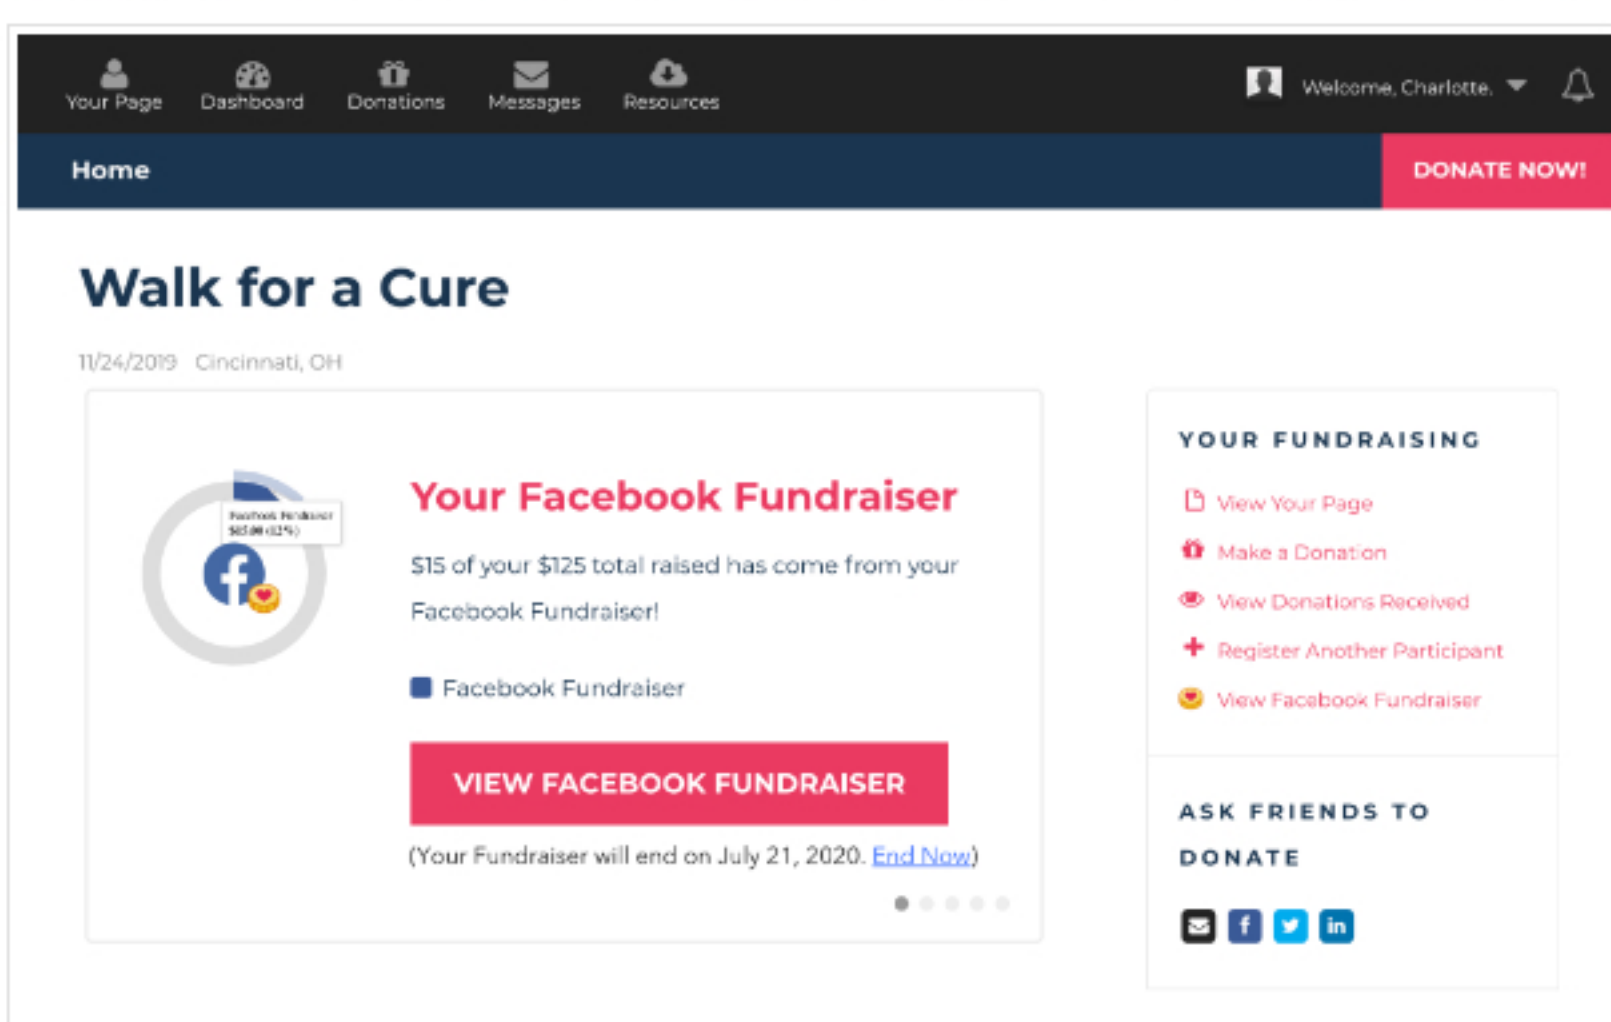 Your Page
Dashboard
Donations
Messages
Resources
Welcome, Charlotte.
Home
DONATE NOW!
Walk for a Cure
11/24/2019 Cincinnati, OH
Facebook Fundraiser
(12%)
Your Facebook Fundraiser
$15 of your $125 total raised has come from your
Facebook Fundraiser!
Facebook Fundraiser
VIEW FACEBOOK FUNDRAISER
(Your Fundraiser will end on July 21, 2020. End Now)
YOUR FUNDRAISING
View Your Page
Make a Donation
View Donations Received
Register Another Participant
View Facebook Fundraiser
ASK FRIENDS TO
DONATE